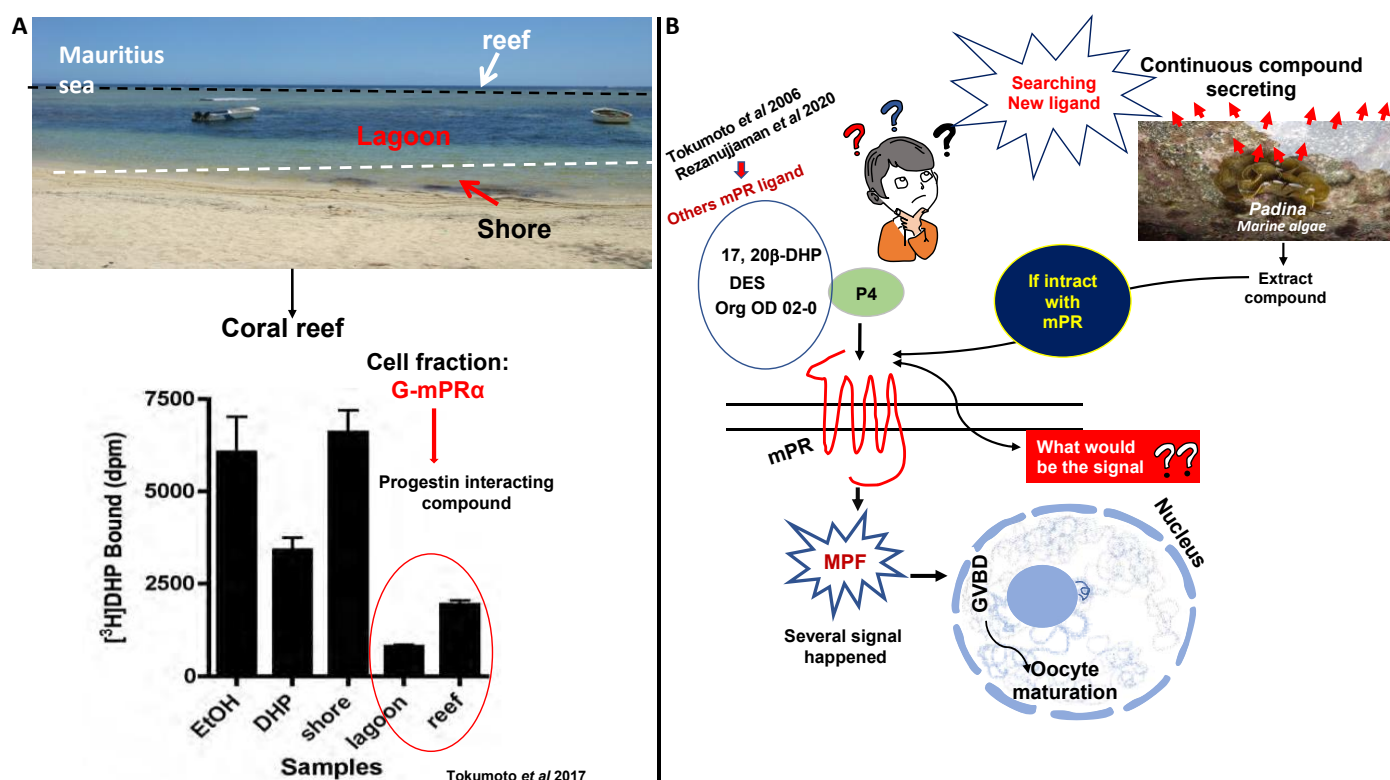 A
Mauritius
sea
reef
Lagoon
Shore
Coral reef
Cell fraction:
G-mPRα
Progestin interacting
compound
[³H]DHP Bound (dpm)
7500
5000
2500
0
EtOH
DHP
shore
lagoon
reef
Samples
Tokumoto et al 2017
B
Searching
New ligand
Continuous compound
secreting
Padina
Marine algae
Extract
compound
Tokumoto et al 2006
Rezanujjaman et al 2020
Others mPR ligand
17, 20β-DHP
DES
Org OD 02-0
P4
If intract
with
mPR
mPR
What would
be the signal
??
MPF
Several signal
happened
Nucleus
GVBD
Oocyte
maturation